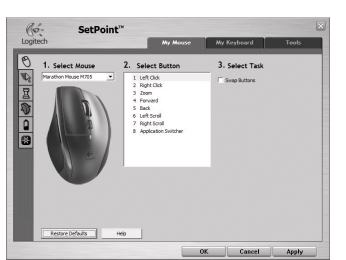 SetPoint™
Logitech
My Mouse
My Keyboard
Tools
1. Select Mouse
Marathon Mouse M705
2. Select Button
1 Left Click
2 Right Click
3 Zoom
4 Forward
5 Back
6 Left Scroll
7 Right Scroll
8 Application Switcher
3. Select Task
Swap Buttons
Restore Defaults
Help
OK
Cancel
Apply